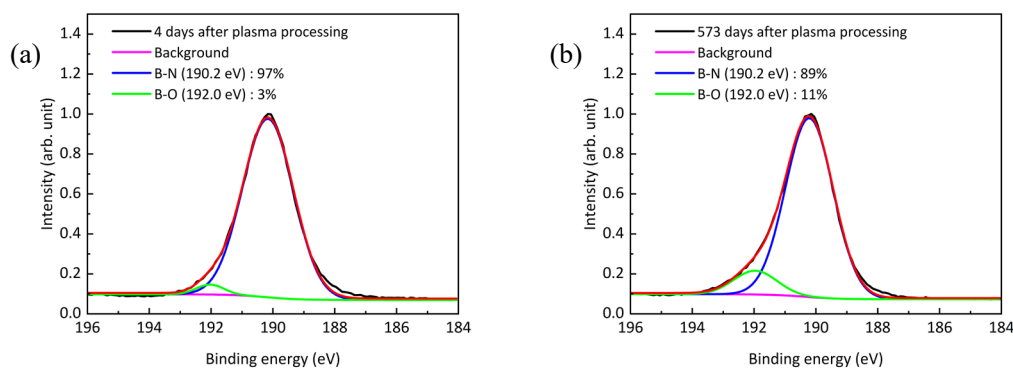 (a)
1.4
1.2
1.0
0.8
0.6
0.4
0.2
0.0
Intensity (arb. unit)
4 days after plasma processing
Background
B-N (190.2 eV) : 97%
B-O (192.0 eV) : 3%
196 194 192 190 188 186 184
Binding energy (eV)
(b)
1.4
1.2
1.0
0.8
0.6
0.4
0.2
0.0
Intensity (arb. unit)
573 days after plasma processing
Background
B-N (190.2 eV) : 89%
B-O (192.0 eV) : 11%
196 194 192 190 188 186 184
Binding energy (eV)